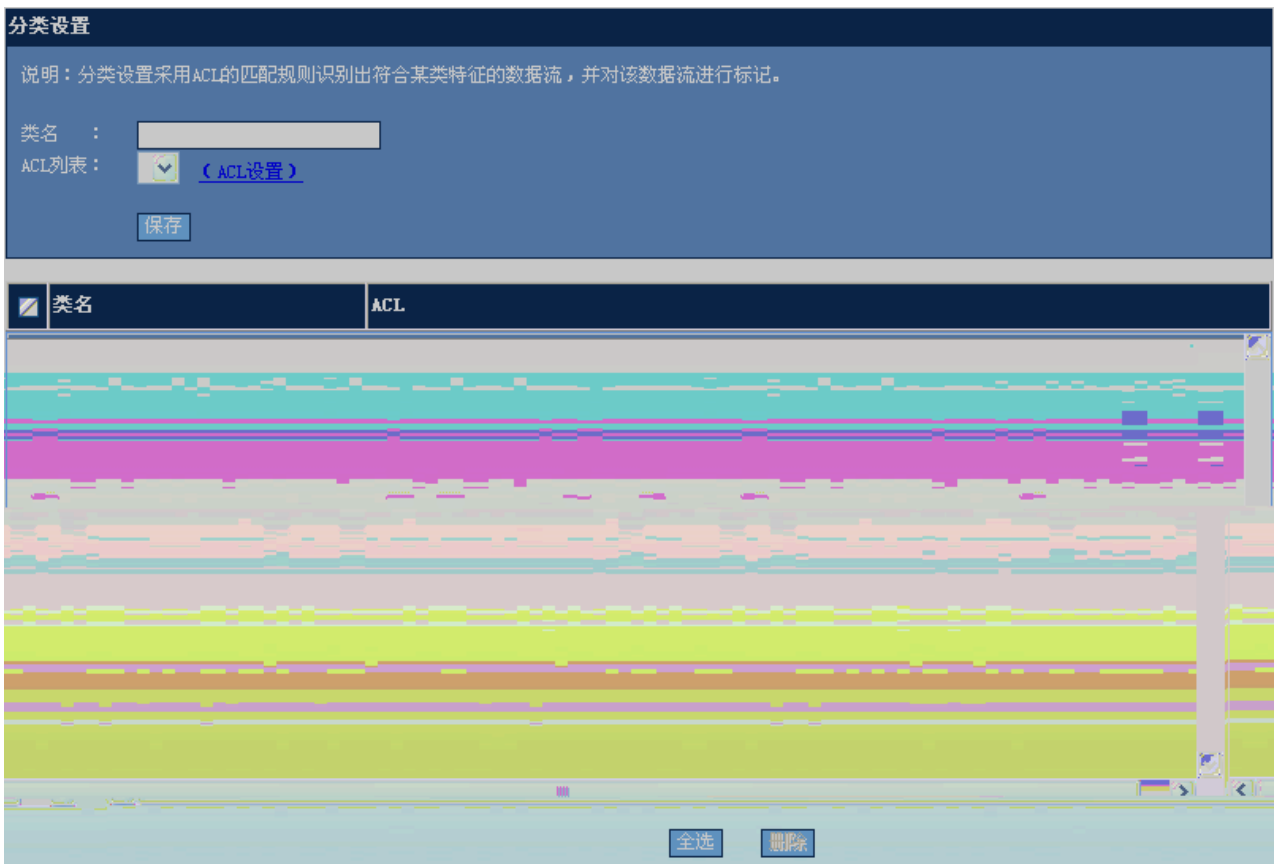 分类设置
说明：分类设置采用ACL的匹配规则识别出符合某类特征的数据流，并对该数据流进行标记。
类名 ：
ACL列表： （ACL设置）
保存
类名 ACL
全选 删除